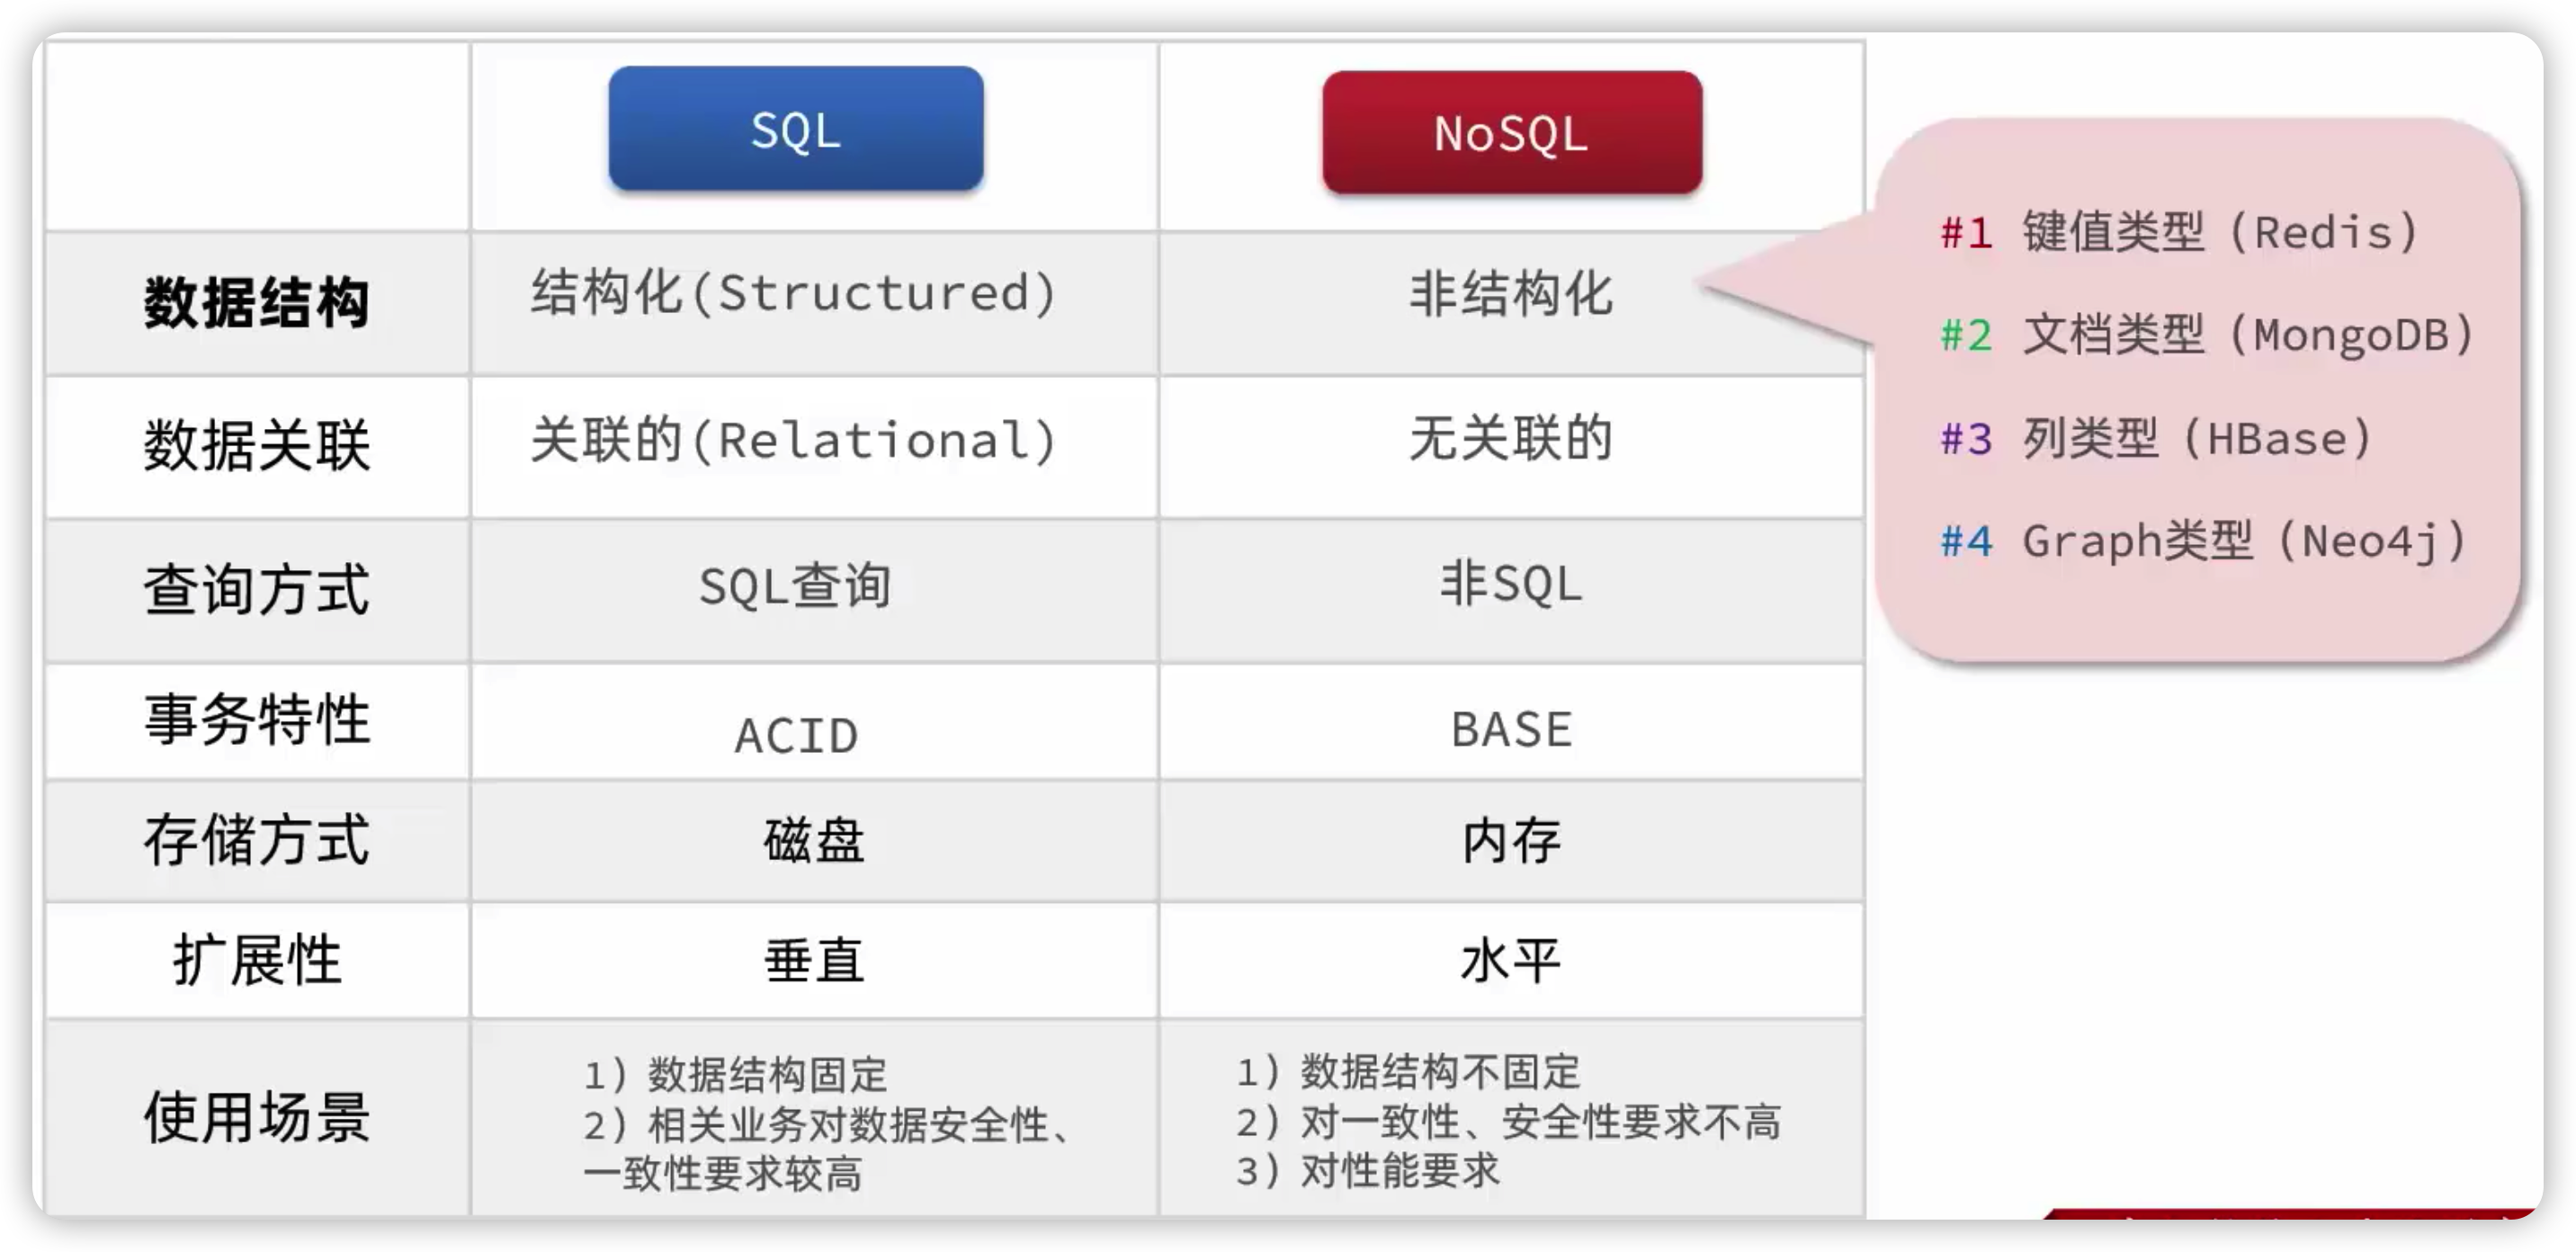 SQL
NoSQL
数据结构
结构化(Structured)
非结构化
数据关联
关联的(Relational)
无关联的
查询方式
SQL查询
非SQL
事务特性
ACID
BASE
存储方式
磁盘
内存
扩展性
垂直
水平
使用场景
1）数据结构固定
2）相关业务对数据安全性、
一致性要求较高
1）数据结构不固定
2）对一致性、安全性要求不高
3）对性能要求
#1 键值类型（Redis）
#2 文档类型（MongoDB）
#3 列类型（HBase）
#4 Graph类型（Neo4j）